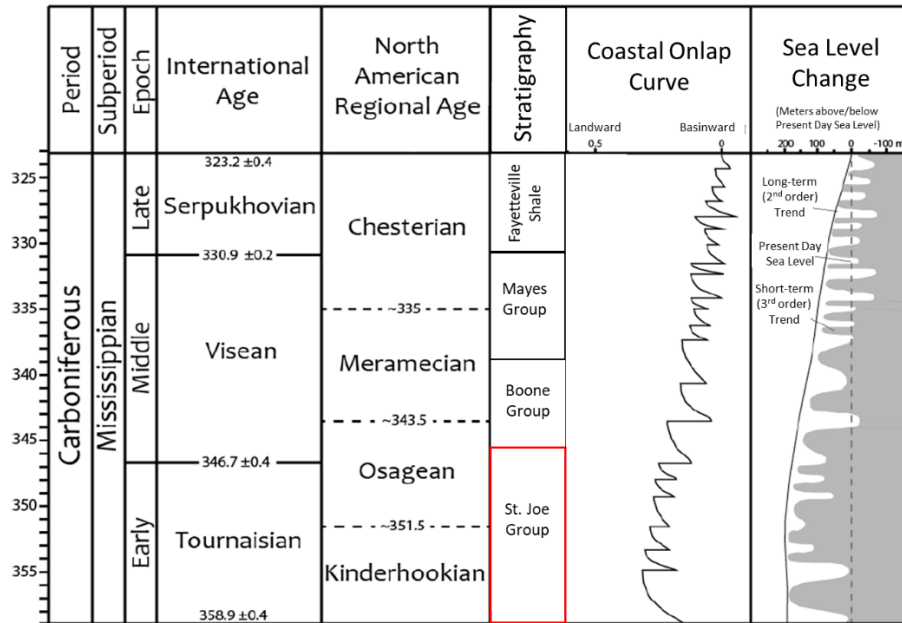 Period
Subperiod
Epoch
International
Age
North
American
Regional Age
Stratigraphy
Coastal Onlap
Curve
Landward
Basinward
0.5
0
Sea Level
Change
(Meters above/below
Present Day Sea Level)
200
100
0
-100 m
325
330
335
340
345
350
355
Carboniferous
Mississippian
Late
Middle
Early
323.2 ±0.4
Serpukhovian
330.9 ±0.2
Visean
346.7 ±0.4
Tournaisian
358.9 ±0.4
Chesterian
~335
Meramecian
~343.5
Osagean
~351.5
Kinderhookian
Fayetteville
Shale
Mayes
Group
Boone
Group
St. Joe
Group
Long-term
(2nd order)
Trend
Present Day
Sea Level
Short-term
(3rd order)
Trend